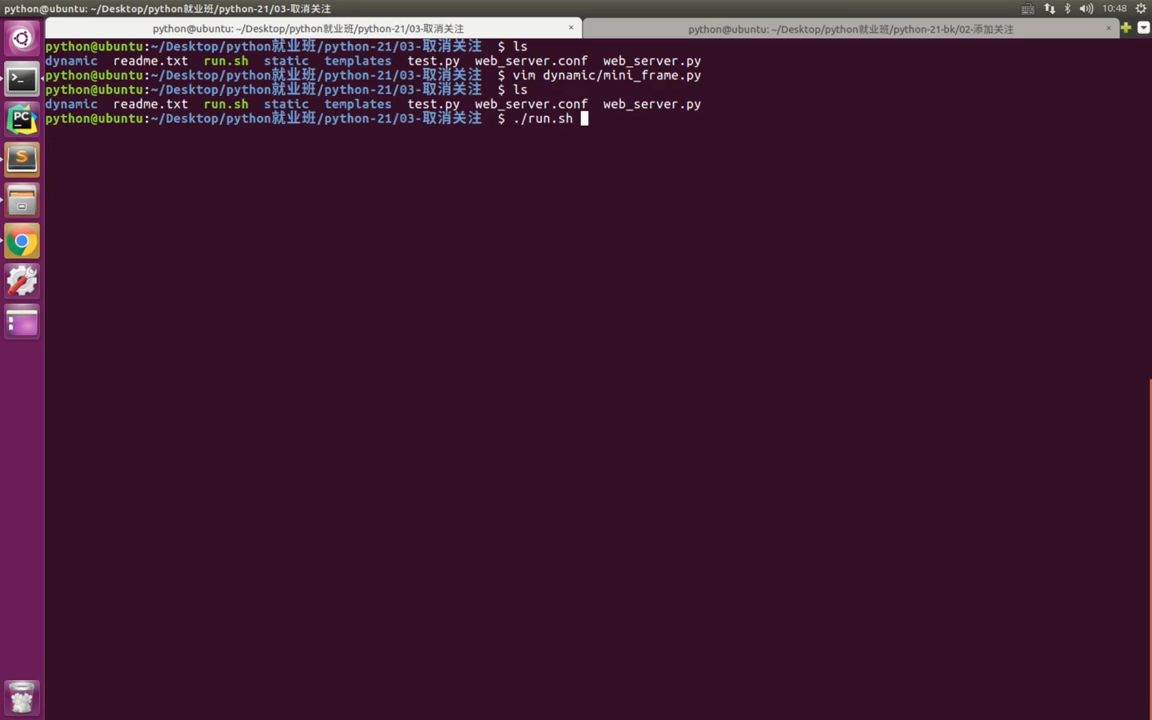 python@ubuntu: ~/Desktop/python就业班/python-21/03-取消关注
10:48
python@ubuntu: ~/Desktop/python就业班/python-21/03-取消关注 ×
python@ubuntu: ~/Desktop/python就业班/python-21-bk/02-添加关注 ×
python@ubuntu:~/Desktop/python就业班/python-21/03-取消关注 $ ls
dynamic readme.txt run.sh static templates test.py web_server.conf web_server.py
python@ubuntu:~/Desktop/python就业班/python-21/03-取消关注 $ vim dynamic/mini_frame.py
python@ubuntu:~/Desktop/python就业班/python-21/03-取消关注 $ ls
dynamic readme.txt run.sh static templates test.py web_server.conf web_server.py
python@ubuntu:~/Desktop/python就业班/python-21/03-取消关注 $ ./run.sh
PC
S